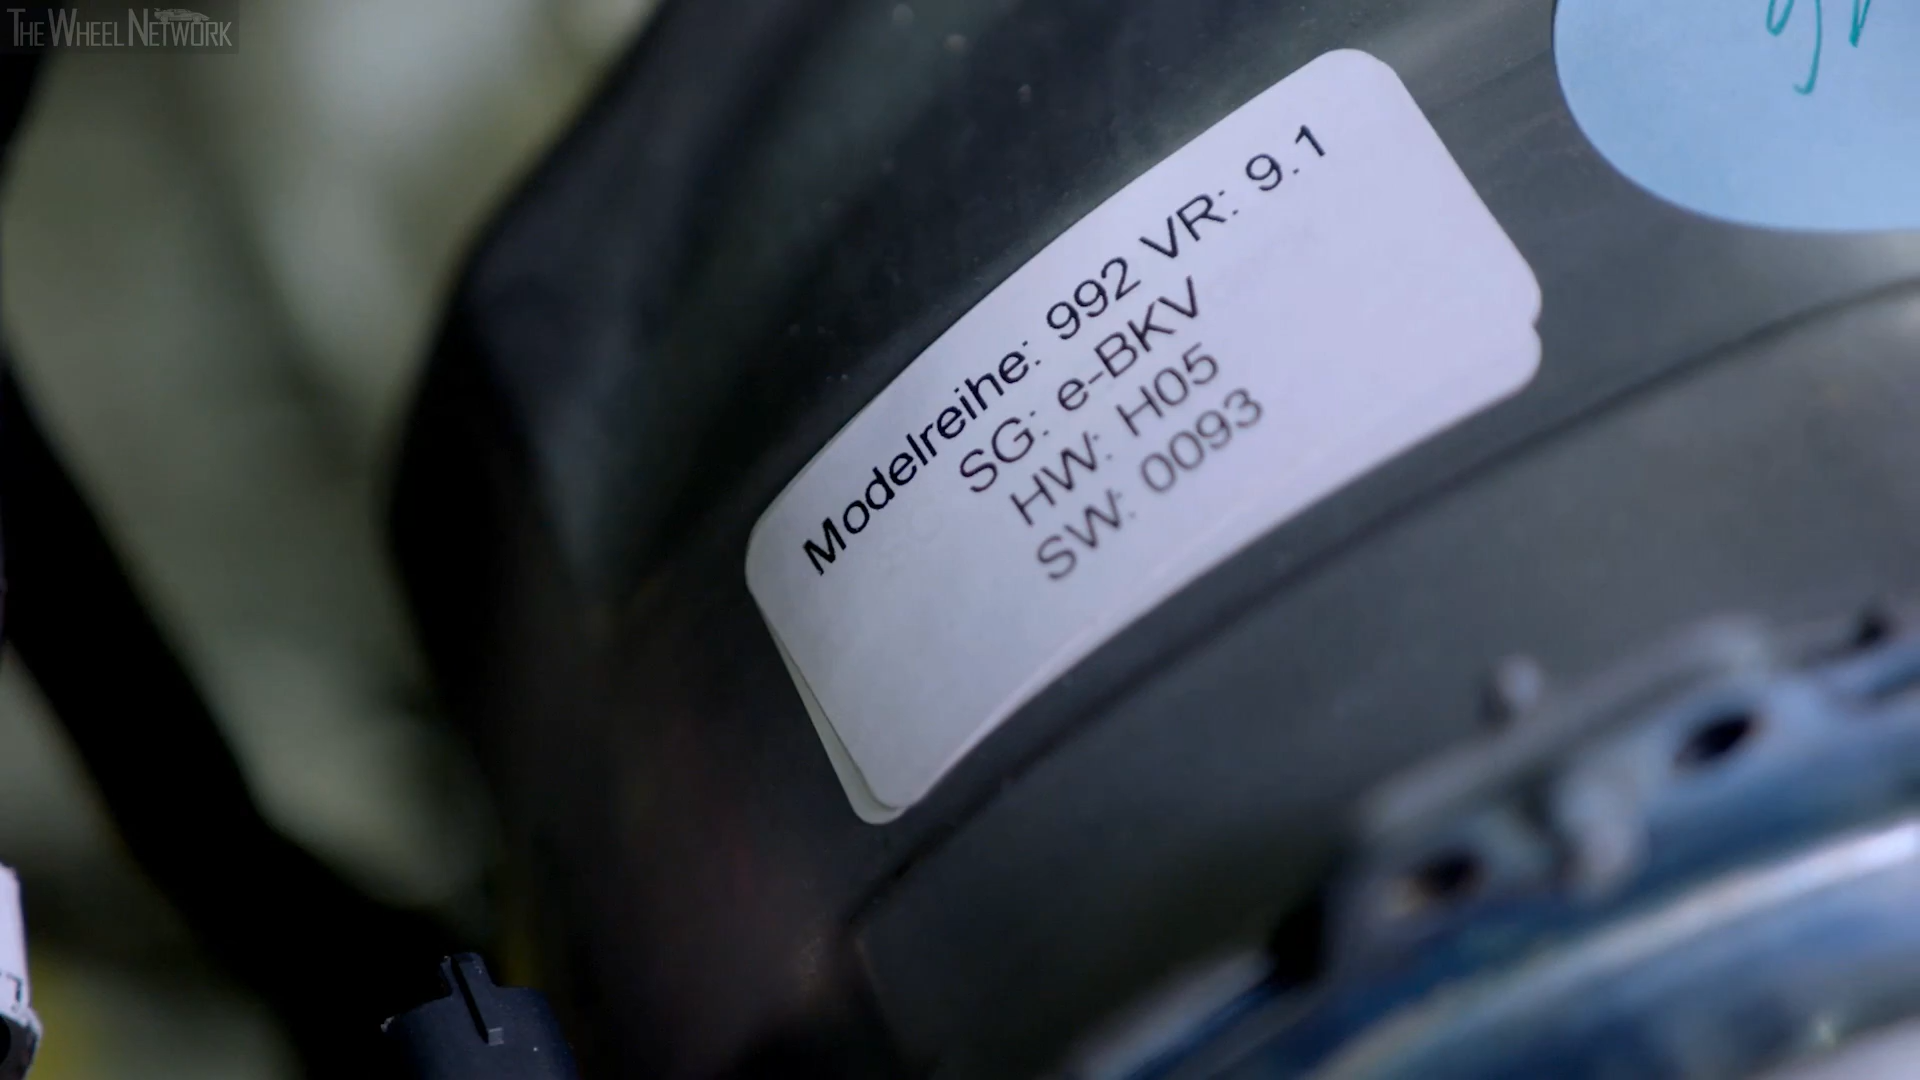 THE WHEEL NETWORK
Modelreihe: 992 VR: 9.1
SG: e-BKV
HW: H05
SW: 0093